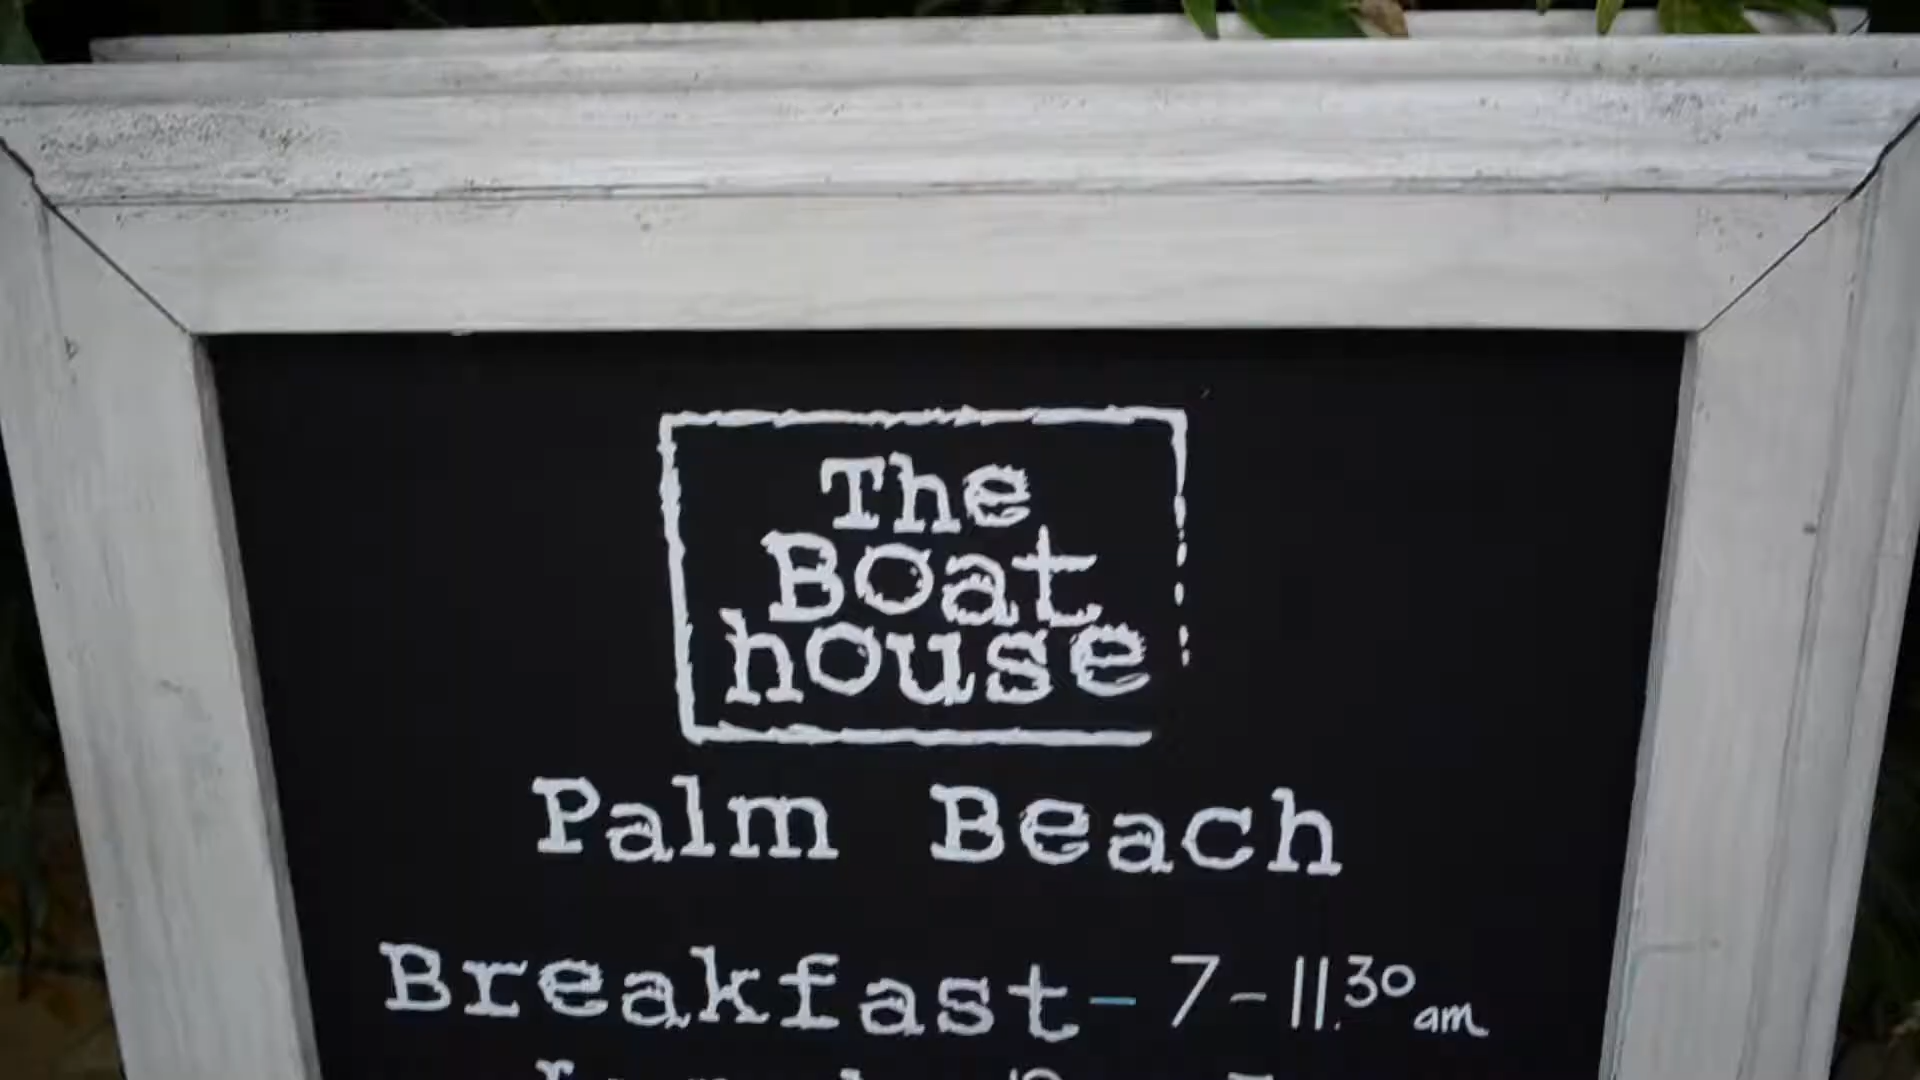 The
Boat
house
Palm Beach
Breakfast - 7 - 11.30 am